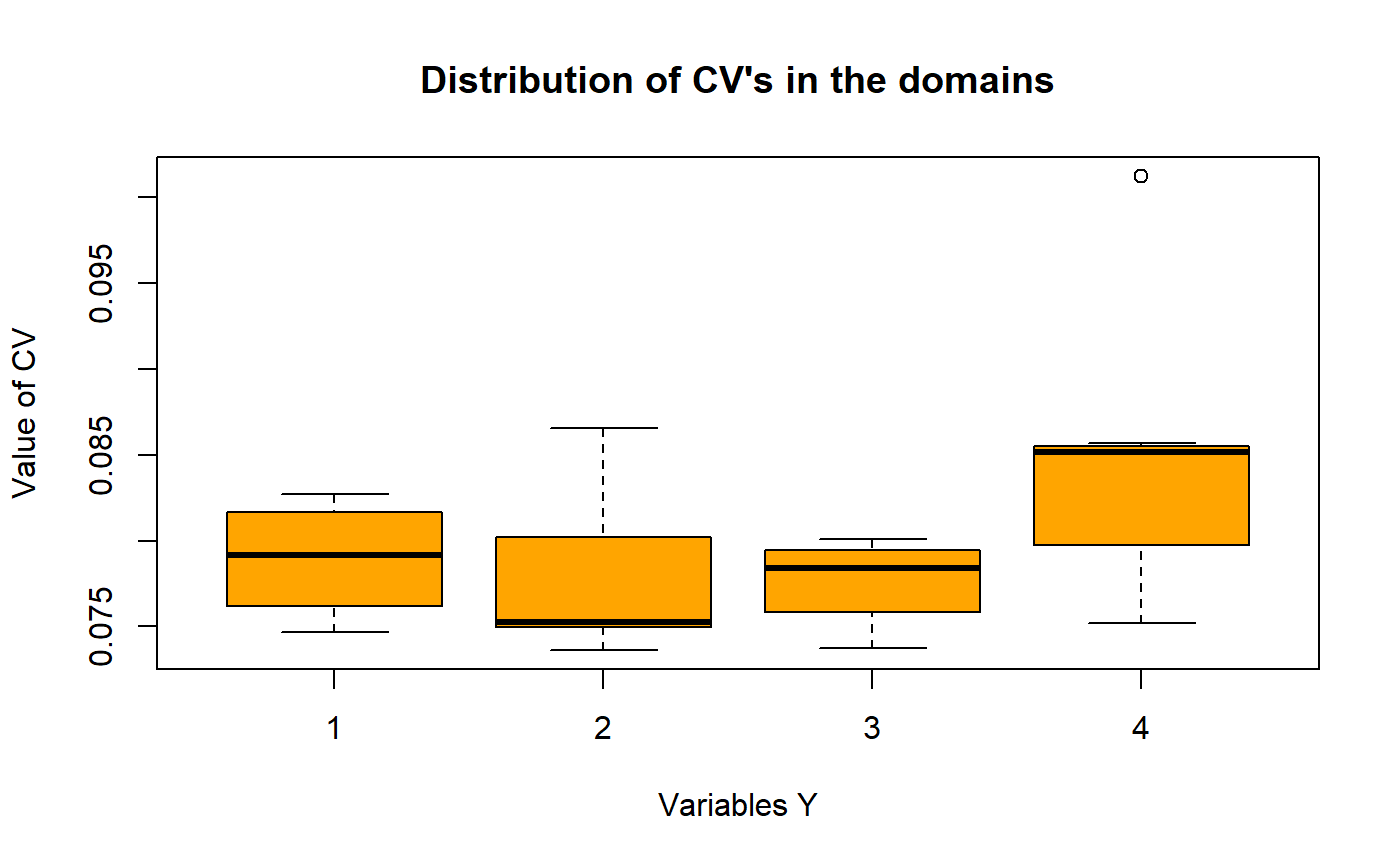 Distribution of CV's in the domains
Value of CV
0.095
0.085
0.075
1 2 3 4
Variables Y